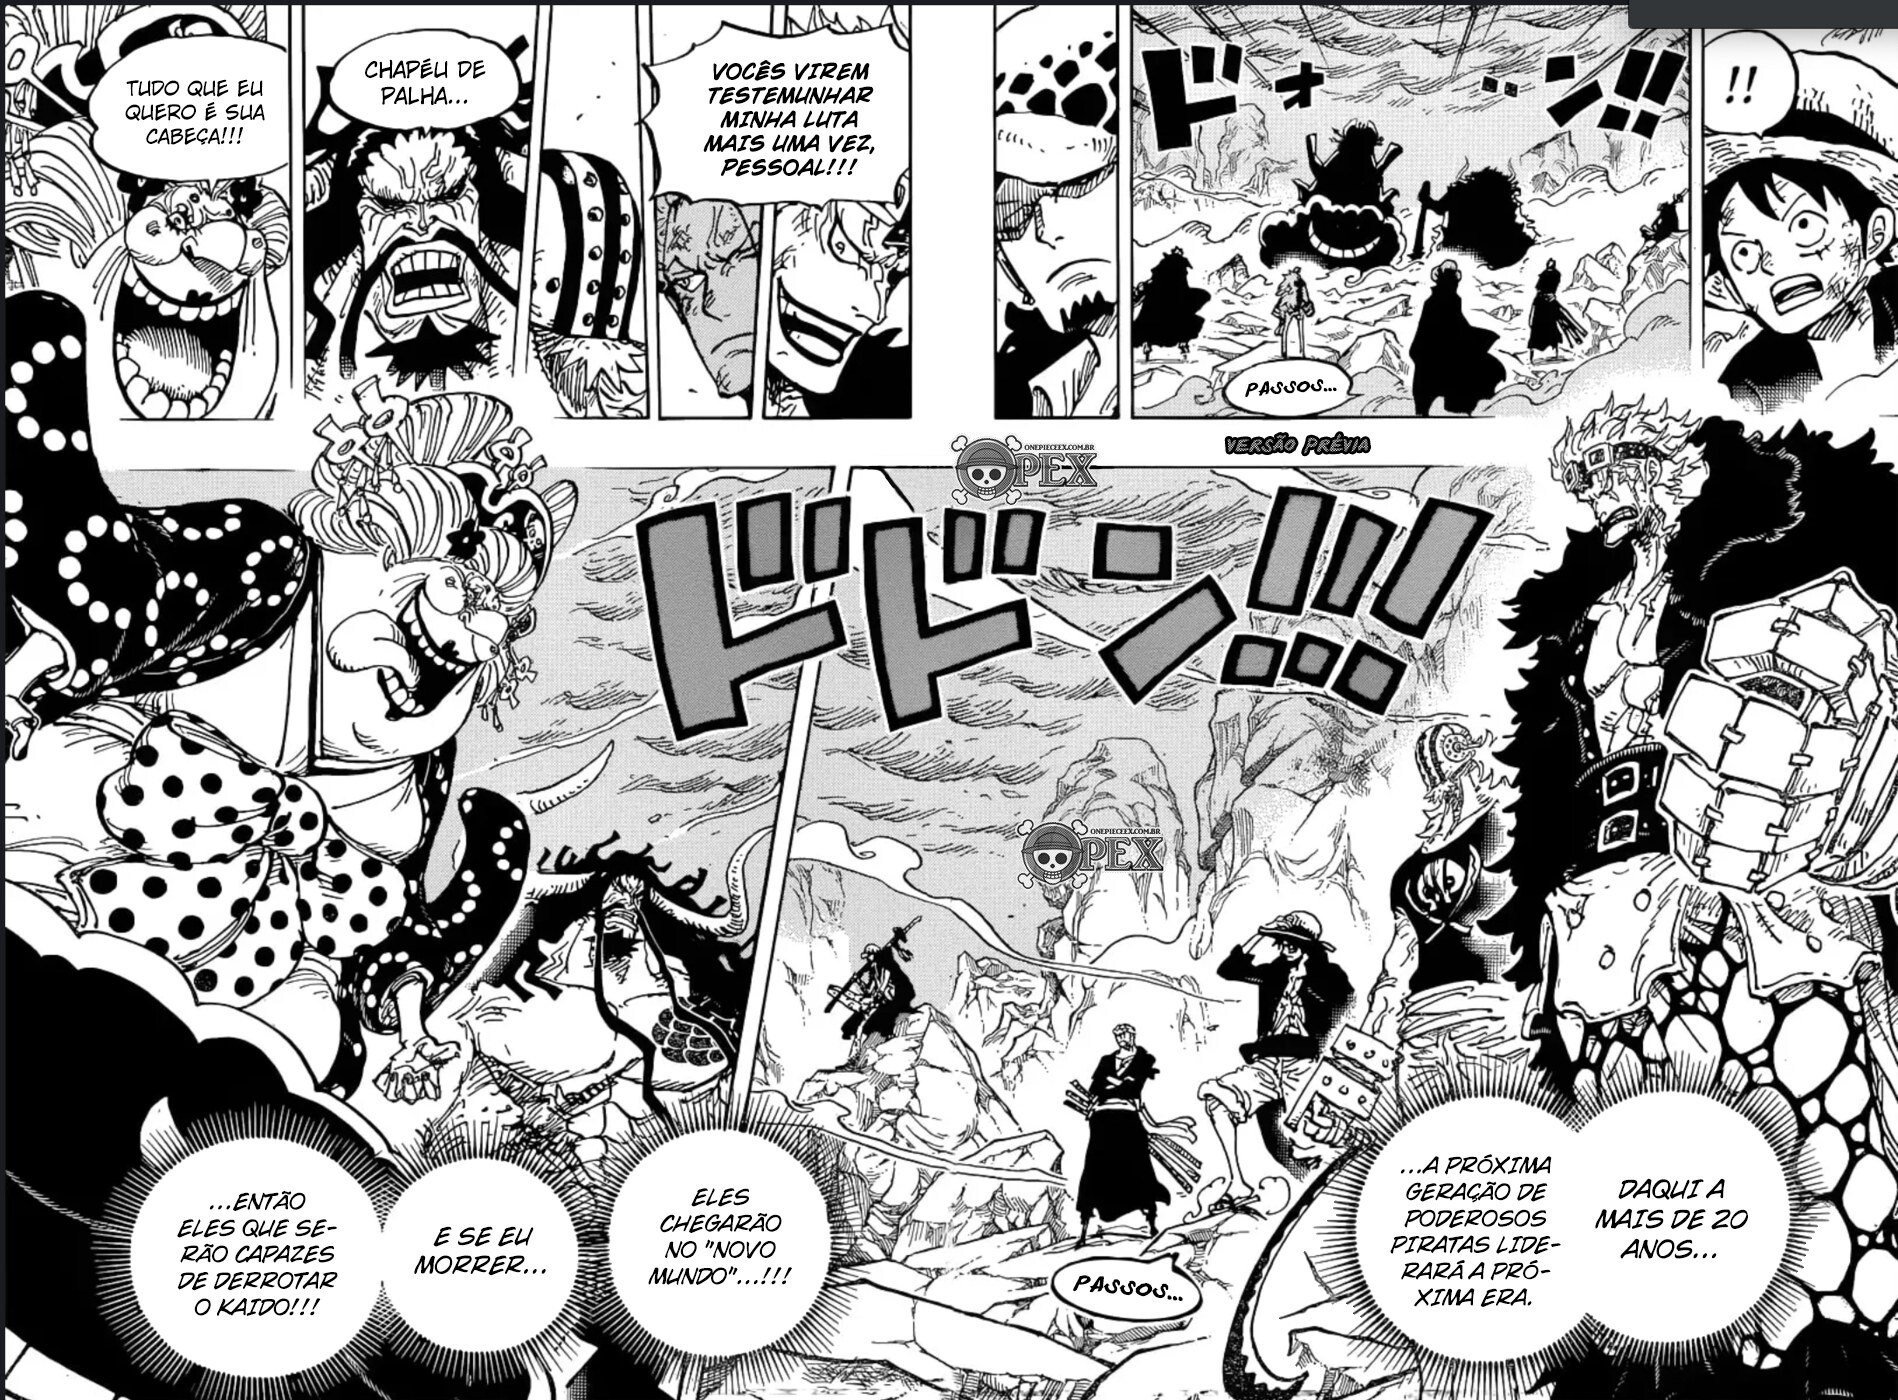 !!
ドォ‥ン!!
PASSOS...
VOCÊS VIREM
TESTEMUNHAR
MINHA LUTA
MAIS UMA VEZ,
PESSOAL!!!
CHAPÉU DE
PALHA...
TUDO QUE EU
QUERO É SUA
CABEÇA!!!
VERSÃO PRÉVIA
ONEPIECEEX.COM.BR
OPEX
ドドン!!!
ONEPIECEEX.COM.BR
OPEX
DAQUI A
MAIS DE 20
ANOS...
...A PRÓXIMA
GERAÇÃO DE
PODEROSOS
PIRATAS LIDE-
RARÁ A PRÓ-
XIMA ERA.
PASSOS...
ELES
CHEGARÃO
NO "NOVO
MUNDO"...!!!
E SE EU
MORRER...
...ENTÃO
ELES QUE SE-
RÃO CAPAZES
DE DERROTAR
O KAIDO!!!